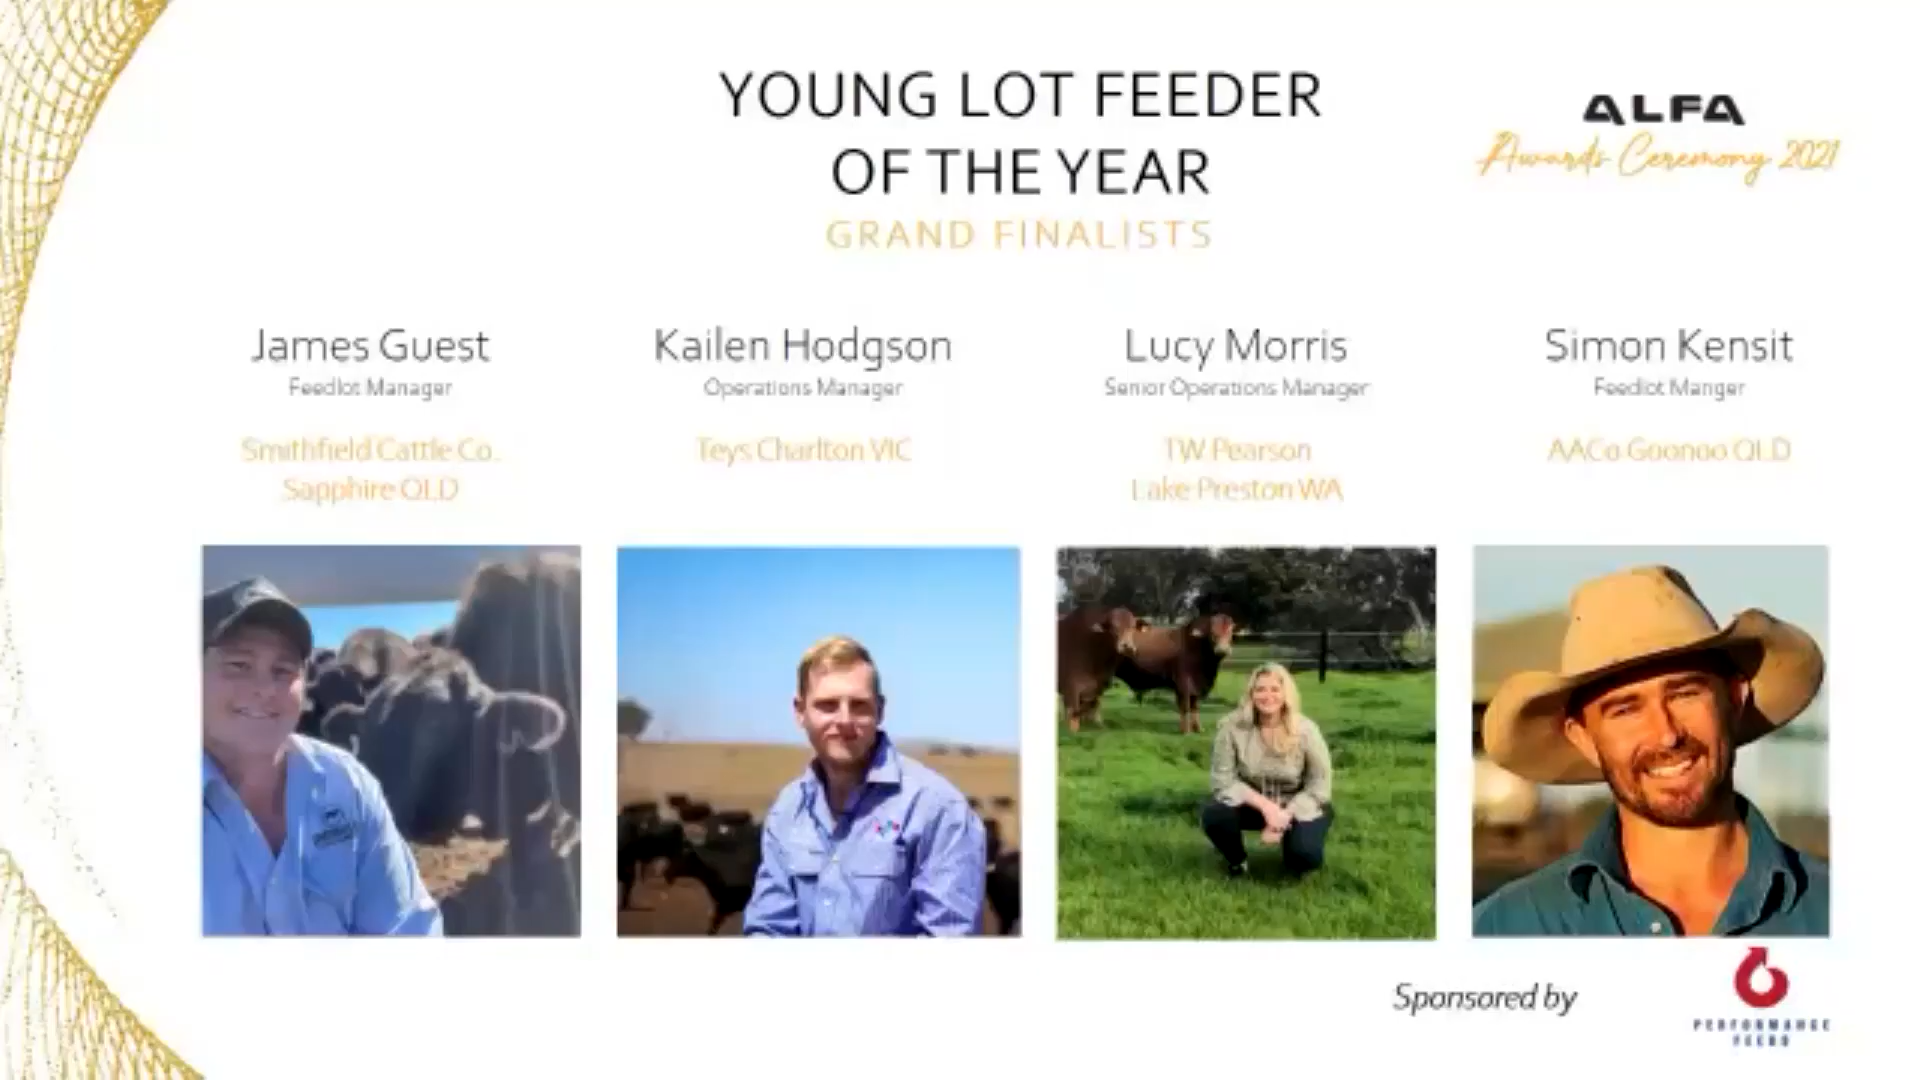 YOUNG LOT FEEDER
OF THE YEAR
GRAND FINALISTS
ALFA
Awards Ceremony 2021
James Guest
Feedlot Manager
Smithfield Cattle Co.
Sapphire QLD
Kailen Hodgson
Operations Manager
Teys Charlton VIC
Lucy Morris
Senior Operations Manager
TW Pearson
Lake Preston WA
Simon Kensit
Feedlot Manger
AACo Goonoo QLD
Sponsored by
PERFORMANCE
FEEDS